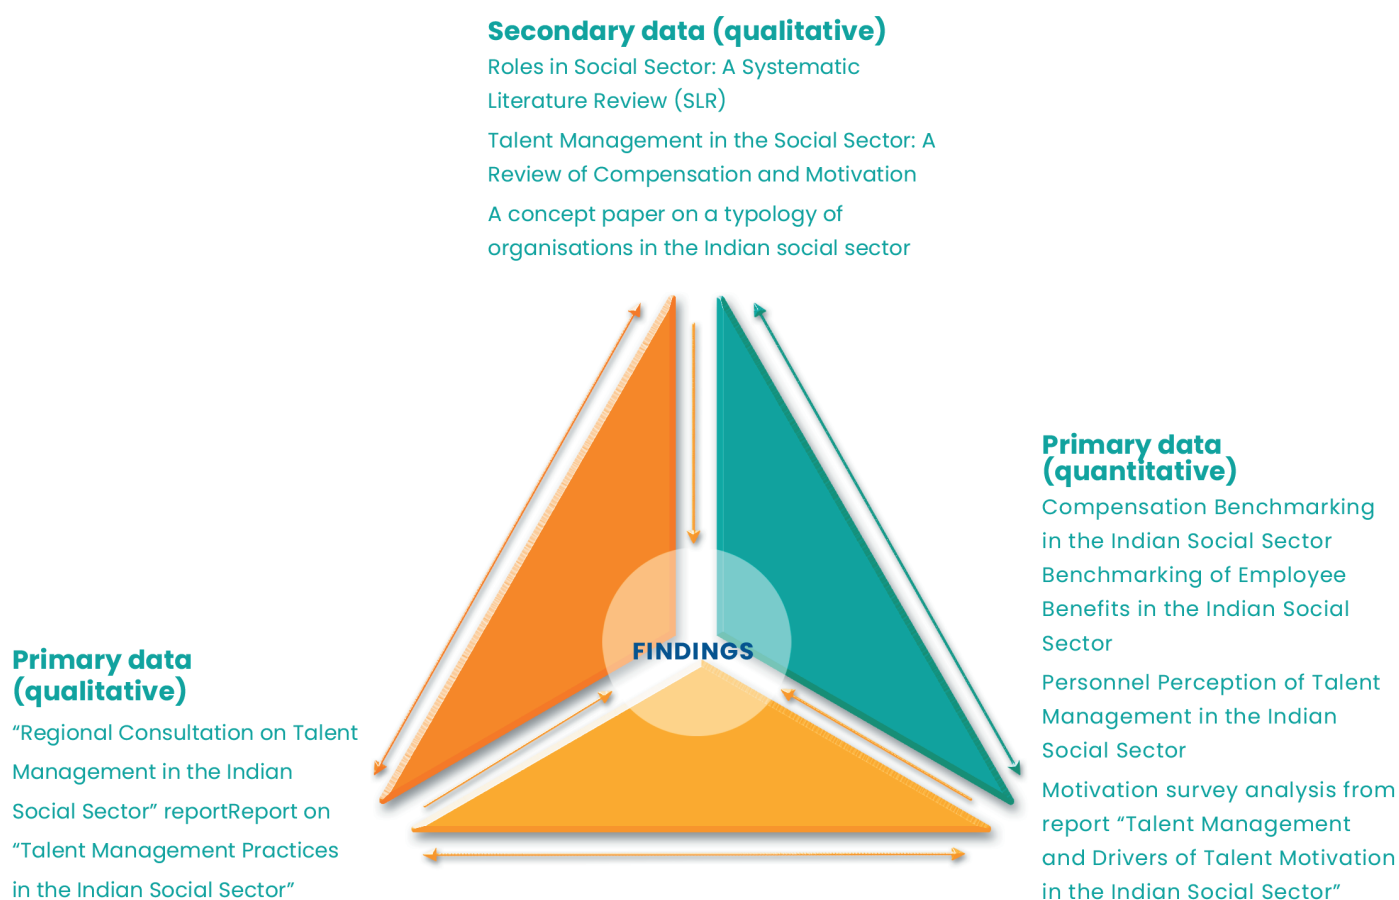 Secondary data (qualitative)
Roles in Social Sector: A Systematic
Literature Review (SLR)
Talent Management in the Social Sector: A
Review of Compensation and Motivation
A concept paper on a typology of
organisations in the Indian social sector
Primary data
(quantitative)
Compensation Benchmarking
in the Indian Social Sector
Benchmarking of Employee
Benefits in the Indian Social
Sector
Personnel Perception of Talent
Management in the Indian
Social Sector
Motivation survey analysis from
report “Talent Management
and Drivers of Talent Motivation
in the Indian Social Sector”
FINDINGS
Primary data
(qualitative)
“Regional Consultation on Talent
Management in the Indian
Social Sector” reportReport on
“Talent Management Practices
in the Indian Social Sector”